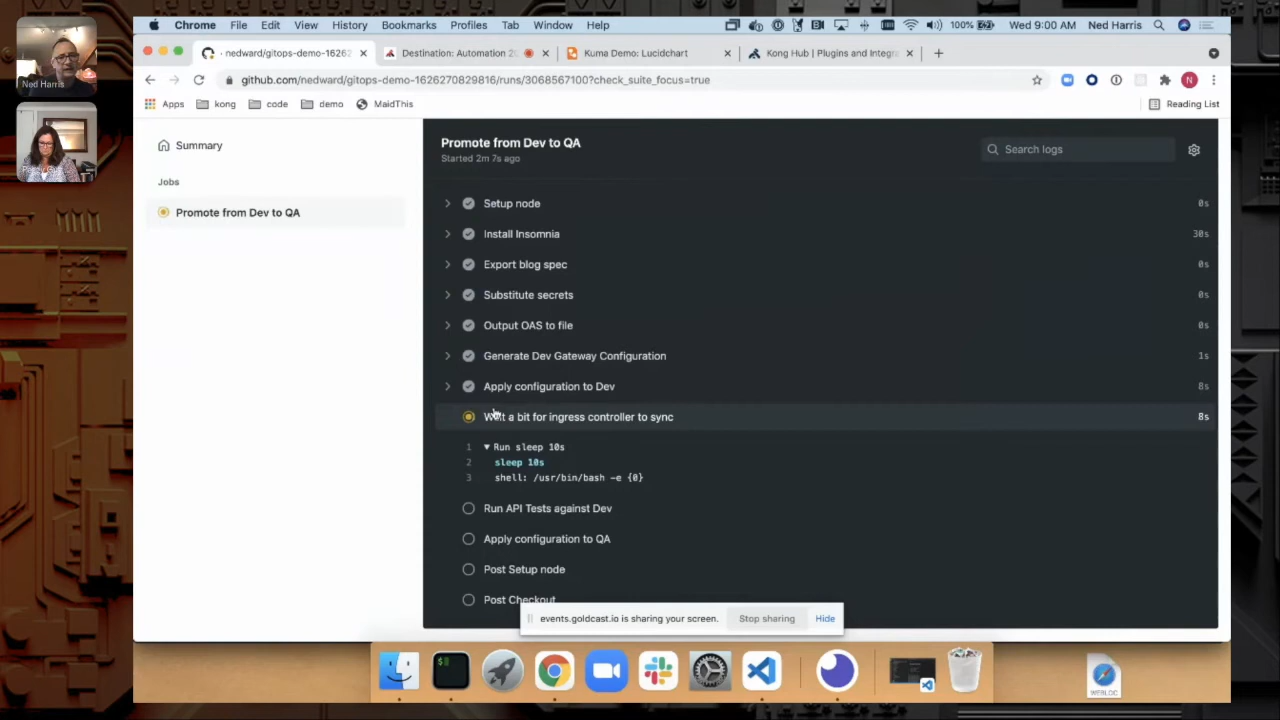 Chrome File Edit View History Bookmarks Profiles Tab Window Help 100% Wed 9:00 AM Ned Harris
nedward/gitops-demo-16262 Destination: Automation 20 Kuma Demo: Lucidchart Kong Hub | Plugins and Integra
github.com/nedward/gitops-demo-1626270829816/runs/3068567100?check_suite_focus=true
Apps kong code demo MaidThis Reading List
Ned Harris
Summary
Jobs
Promote from Dev to QA
Promote from Dev to QA
Started 2m 7s ago
Search logs
Setup node 0s
Install Insomnia 30s
Export blog spec 0s
Substitute secrets 0s
Output OAS to file 0s
Generate Dev Gateway Configuration 1s
Apply configuration to Dev 8s
Wait a bit for ingress controller to sync 8s
1 Run sleep 10s
2 sleep 10s
3 shell: /usr/bin/bash -e {0}
Run API Tests against Dev
Apply configuration to QA
Post Setup node
Post Checkout
events.goldcast.io is sharing your screen. Stop sharing Hide
WEBLOC